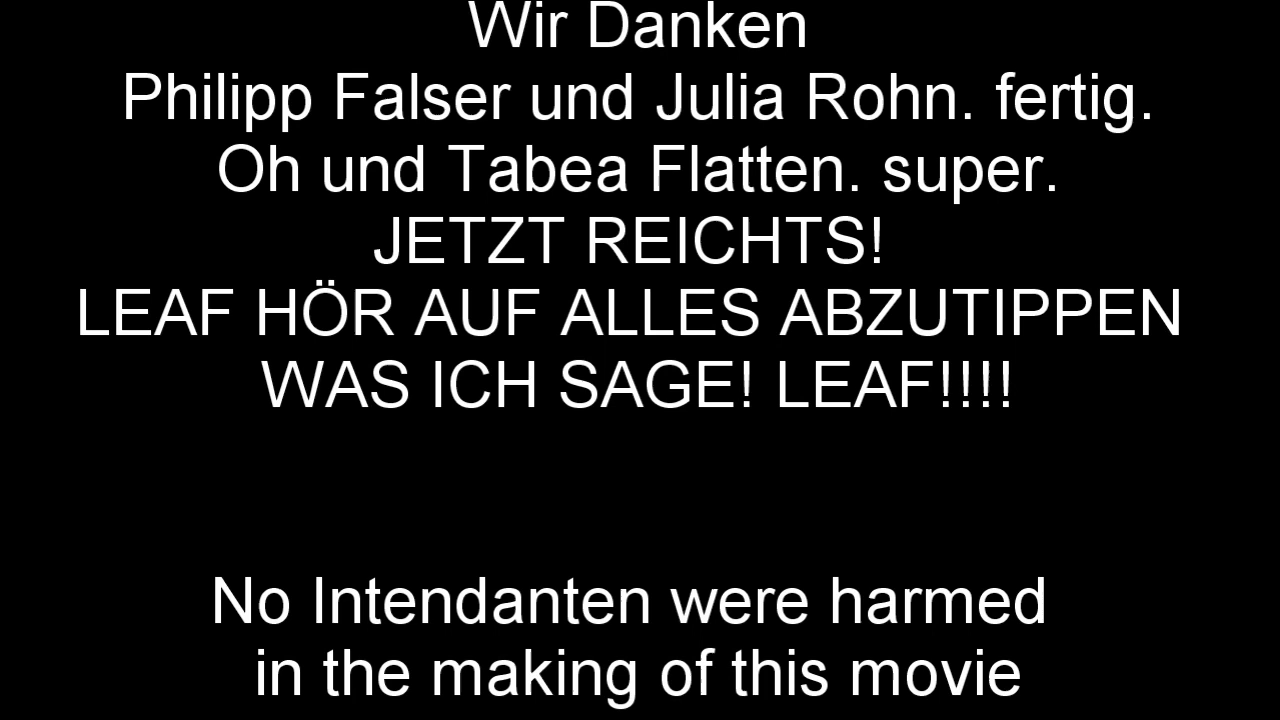 Wir Danken
Philipp Falser und Julia Rohn. fertig.
Oh und Tabea Flatten. super.
JETZT REICHTS!
LEAF HÖR AUF ALLES ABZUTIPPEN
WAS ICH SAGE! LEAF!!!!
No Intendanten were harmed
in the making of this movie